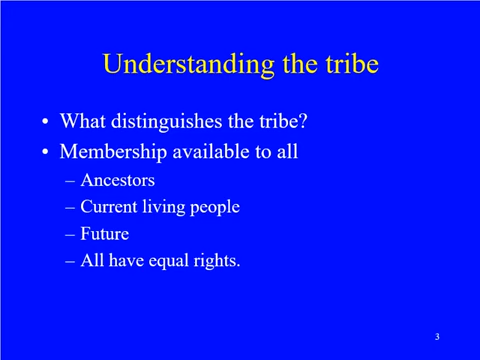 Understanding the tribe
• What distinguishes the tribe?
• Membership available to all
– Ancestors
– Current living people
– Future
– All have equal rights.
3